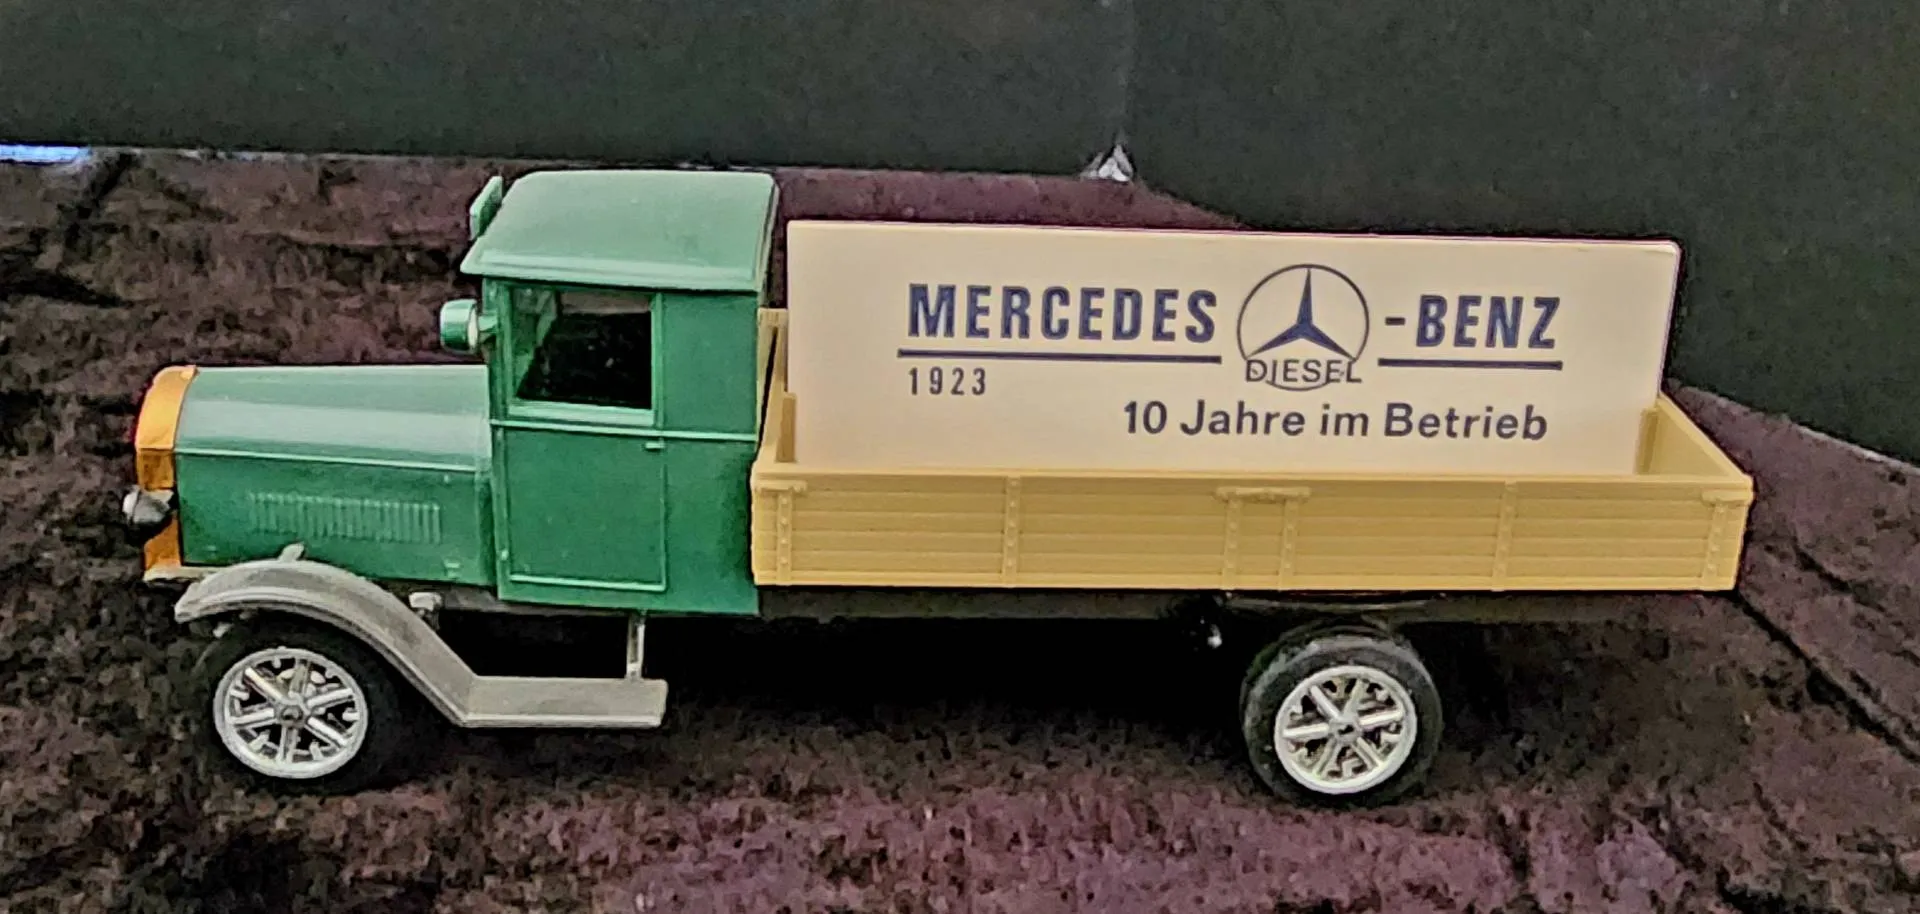 MERCEDES -BENZ
DIESEL
1923
10 Jahre im Betrieb